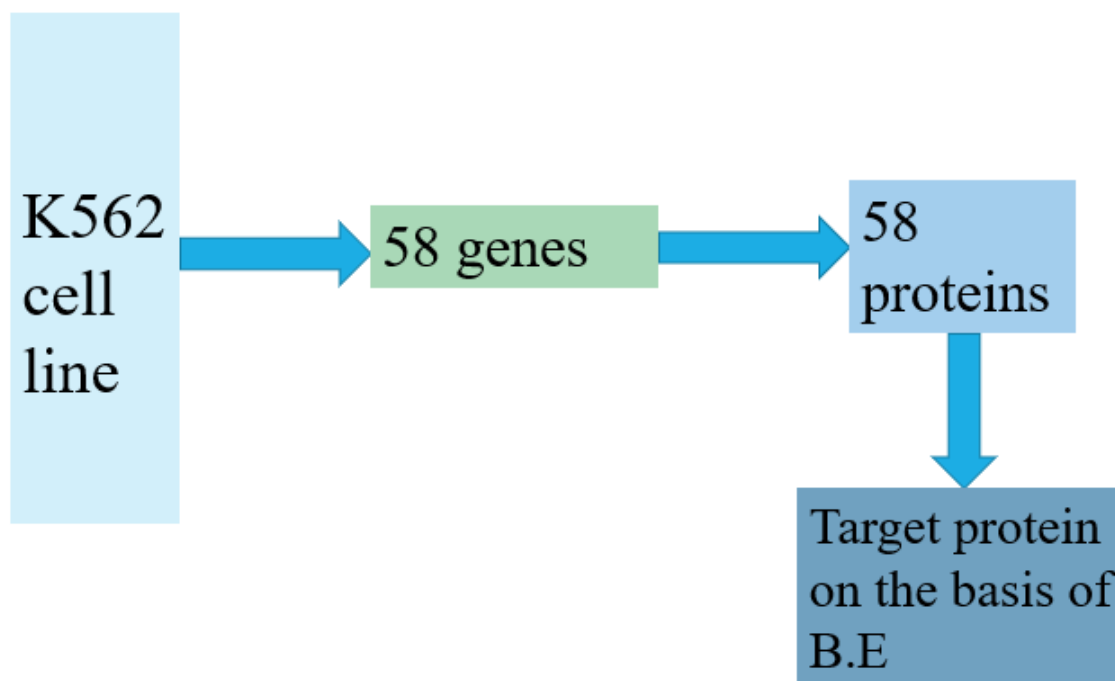 K562
cell
line
58 genes
58
proteins
Target protein
on the basis of
B.E